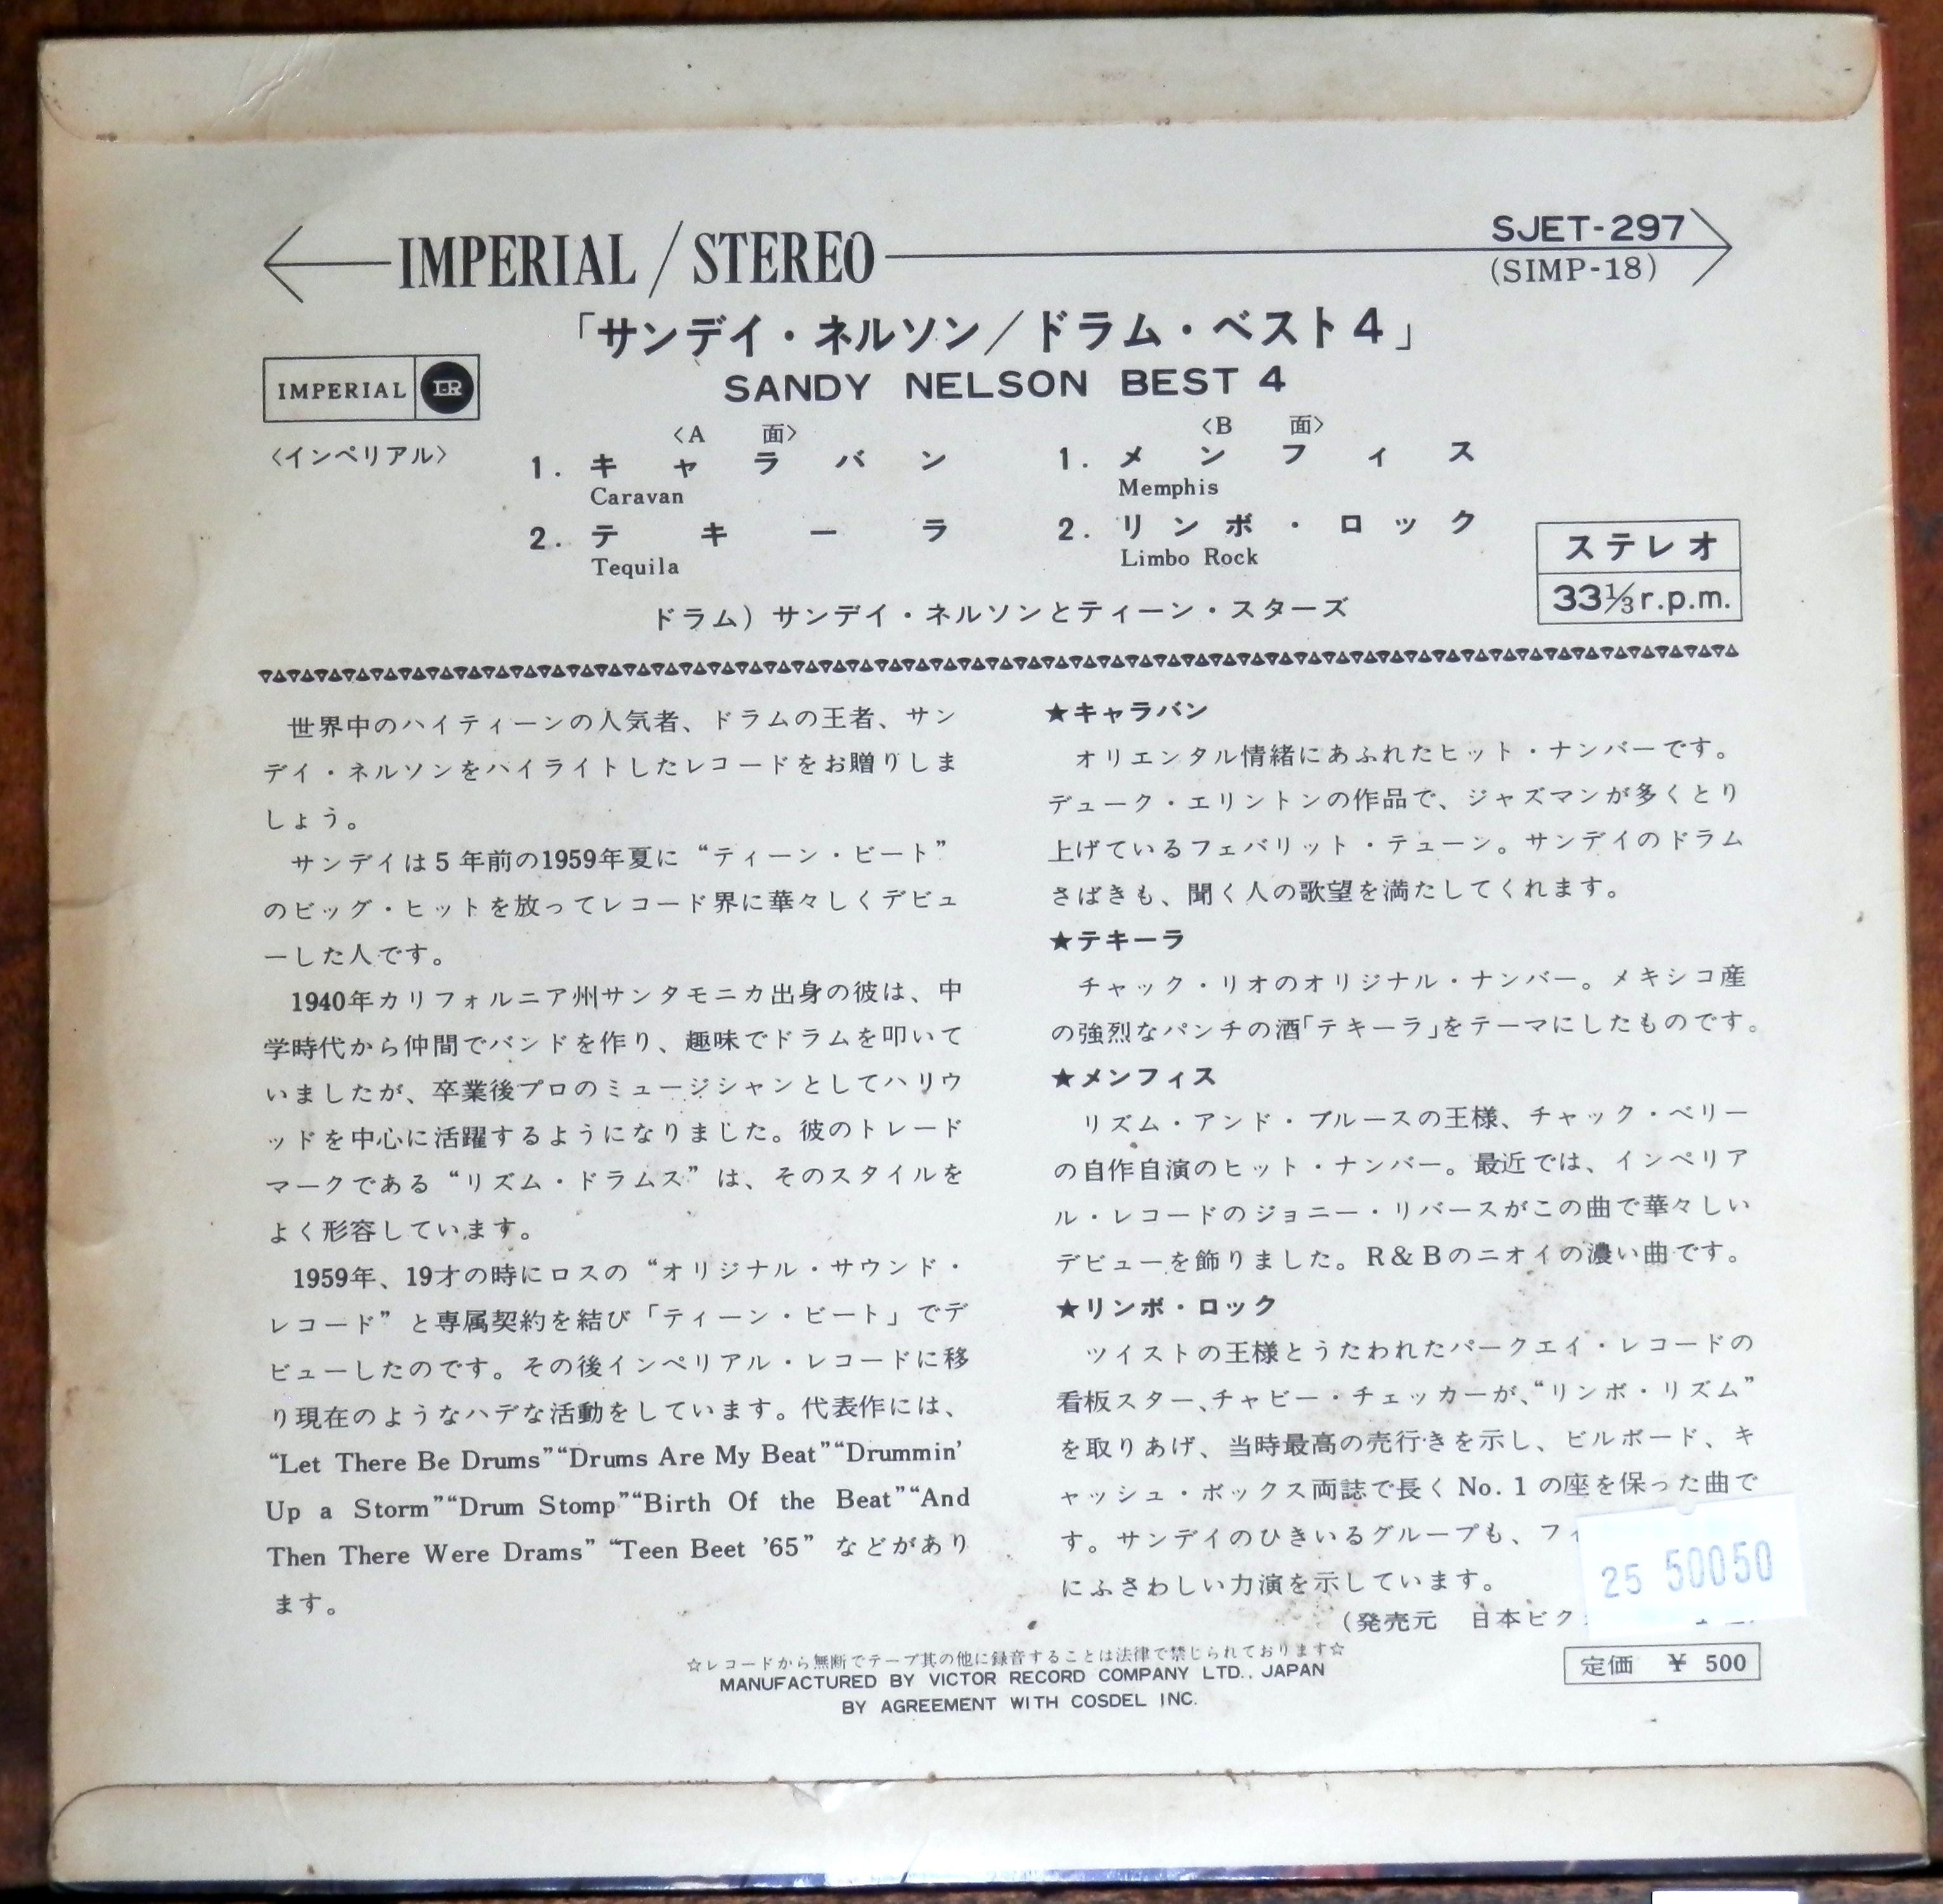 IMPERIAL / STEREO
SJET-297
(SIMP-18)
「サンデイ・ネルソン/ドラム・ベスト4」
SANDY NELSON BEST 4
IMPERIAL IR
〈インペリアル〉
〈A 面〉
1. キャラバン
Caravan
2. テキーラ
Tequila
〈B 面〉
1. メンフィス
Memphis
2. リンボ・ロック
Limbo Rock
ステレオ
33⅓ r.p.m.
ドラム) サンデイ・ネルソンとティーン・スターズ
世界中のハイティーンの人気者、ドラムの王者、サン
デイ・ネルソンをハイライトしたレコードをお贈りしま
しょう。
サンデイは5年前の1959年夏に“ティーン・ビート”
のビッグ・ヒットを放ってレコード界に華々しくデビュ
ーした人です。
1940年カリフォルニア州サンタモニカ出身の彼は、中
学時代から仲間でバンドを作り、趣味でドラムを叩いて
いましたが、卒業後プロのミュージシャンとしてハリウ
ッドを中心に活躍するようになりました。彼のトレード
マークである“リズム・ドラムス”は、そのスタイルを
よく形容しています。
1959年、19才の時にロスの“オリジナル・サウンド・
レコード”と専属契約を結び「ティーン・ビート」でデ
ビューしたのです。その後インペリアル・レコードに移
り現在のようなハデな活動をしています。代表作には、
“Let There Be Drums”“Drums Are My Beat”“Drummin’
Up a Storm”“Drum Stomp”“Birth Of the Beat”“And
Then There Were Drams” “Teen Beet ’65” などがあり
ます。
★キャラバン
オリエンタル情緒にあふれたヒット・ナンバーです。
デューク・エリントンの作品で、ジャズマンが多くとり
上げているフェバリット・テューン。サンデイのドラム
さばきも、聞く人の歌望を満たしてくれます。
★テキーラ
チャック・リオのオリジナル・ナンバー。メキシコ産
の強烈なパンチの酒「テキーラ」をテーマにしたものです。
★メンフィス
リズム・アンド・ブルースの王様、チャック・ベリー
の自作自演のヒット・ナンバー。最近では、インペリア
ル・レコードのジョニー・リバースがこの曲で華々しい
デビューを飾りました。R&Bのニオイの濃い曲です。
★リンボ・ロック
ツイストの王様とうたわれたパークエイ・レコードの
看板スター、チャビー・チェッカーが、“リンボ・リズム”
を取りあげ、当時最高の売行きを示し、ビルボード、キ
ャッシュ・ボックス両誌で長くNo. 1の座を保った曲で
す。サンデイのひきいるグループも、フィ
にふさわしい力演を示しています。
(発売元 日本ビク
25 50050
定価 ¥ 500
☆レコードから無断でテープ其の他に録音することは法律で禁じられております☆
MANUFACTURED BY VICTOR RECORD COMPANY LTD., JAPAN
BY AGREEMENT WITH COSDEL INC.